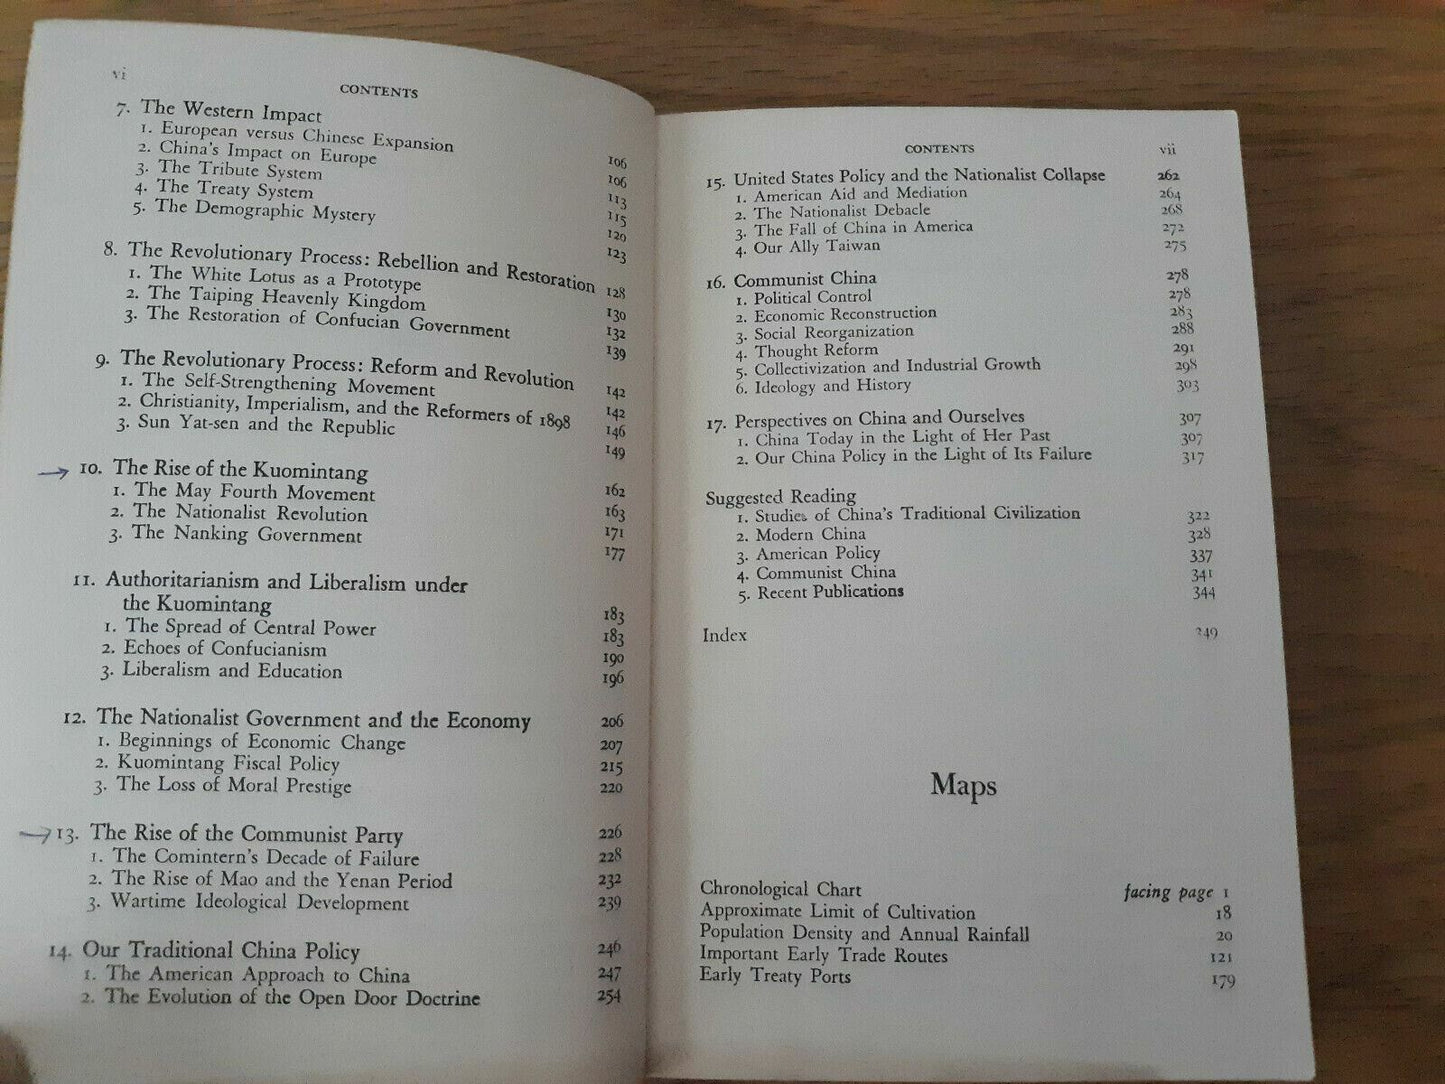 vi
CONTENTS
7. The Western Impact 106
1. European versus Chinese Expansion 106
2. China's Impact on Europe 113
3. The Tribute System 115
4. The Treaty System 120
5. The Demographic Mystery 123
8. The Revolutionary Process: Rebellion and Restoration 128
1. The White Lotus as a Prototype 130
2. The Taiping Heavenly Kingdom 132
3. The Restoration of Confucian Government 139
9. The Revolutionary Process: Reform and Revolution 142
1. The Self-Strengthening Movement 142
2. Christianity, Imperialism, and the Reformers of 1898 146
3. Sun Yat-sen and the Republic 149
10. The Rise of the Kuomintang 162
1. The May Fourth Movement 163
2. The Nationalist Revolution 171
3. The Nanking Government 177
11. Authoritarianism and Liberalism under
the Kuomintang 183
1. The Spread of Central Power 183
2. Echoes of Confucianism 190
3. Liberalism and Education 196
12. The Nationalist Government and the Economy 206
1. Beginnings of Economic Change 207
2. Kuomintang Fiscal Policy 215
3. The Loss of Moral Prestige 220
13. The Rise of the Communist Party 226
1. The Comintern's Decade of Failure 228
2. The Rise of Mao and the Yenan Period 232
3. Wartime Ideological Development 239
14. Our Traditional China Policy 246
1. The American Approach to China 247
2. The Evolution of the Open Door Doctrine 254
CONTENTS vii
15. United States Policy and the Nationalist Collapse 262
1. American Aid and Mediation 264
2. The Nationalist Debacle 268
3. The Fall of China in America 272
4. Our Ally Taiwan 275
16. Communist China 278
1. Political Control 278
2. Economic Reconstruction 283
3. Social Reorganization 288
4. Thought Reform 291
5. Collectivization and Industrial Growth 298
6. Ideology and History 303
17. Perspectives on China and Ourselves 307
1. China Today in the Light of Her Past 307
2. Our China Policy in the Light of Its Failure 317
Suggested Reading
1. Studies of China's Traditional Civilization 322
2. Modern China 328
3. American Policy 337
4. Communist China 341
5. Recent Publications 344
Index 249
Maps
Chronological Chart facing page 1
Approximate Limit of Cultivation 18
Population Density and Annual Rainfall 20
Important Early Trade Routes 121
Early Treaty Ports 179